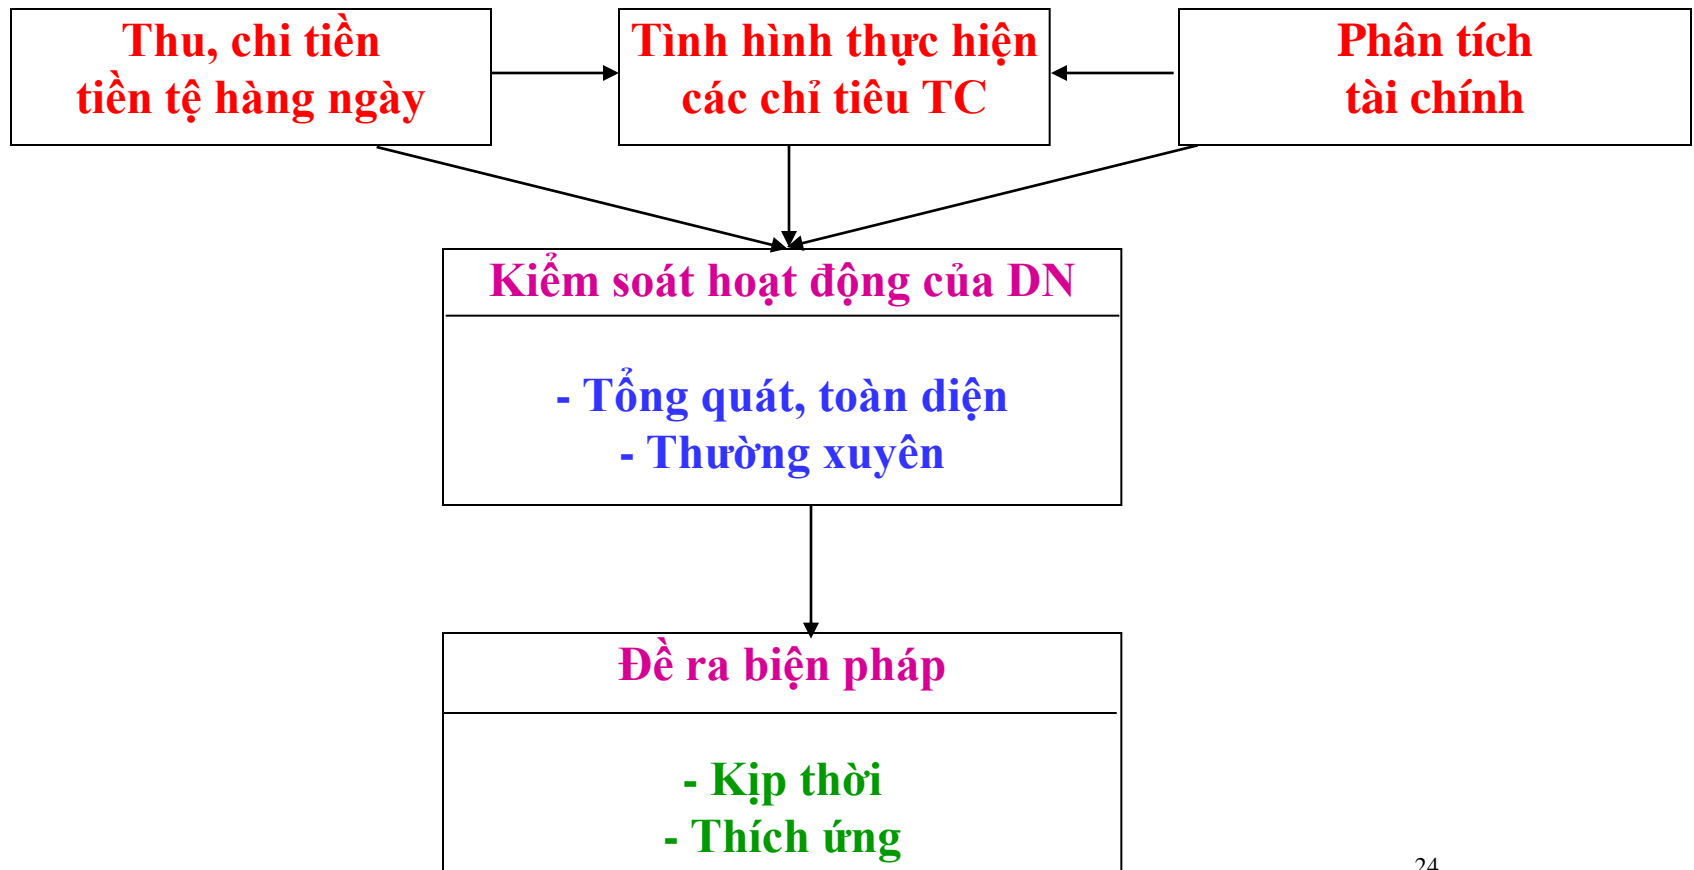 Thu, chi tiền
tiền tệ hàng ngày
Tình hình thực hiện
các chỉ tiêu TC
Phân tích
tài chính
Kiểm soát hoạt động của DN
- Tổng quát, toàn diện
- Thường xuyên
Đề ra biện pháp
- Kịp thời
- Thích ứng
24